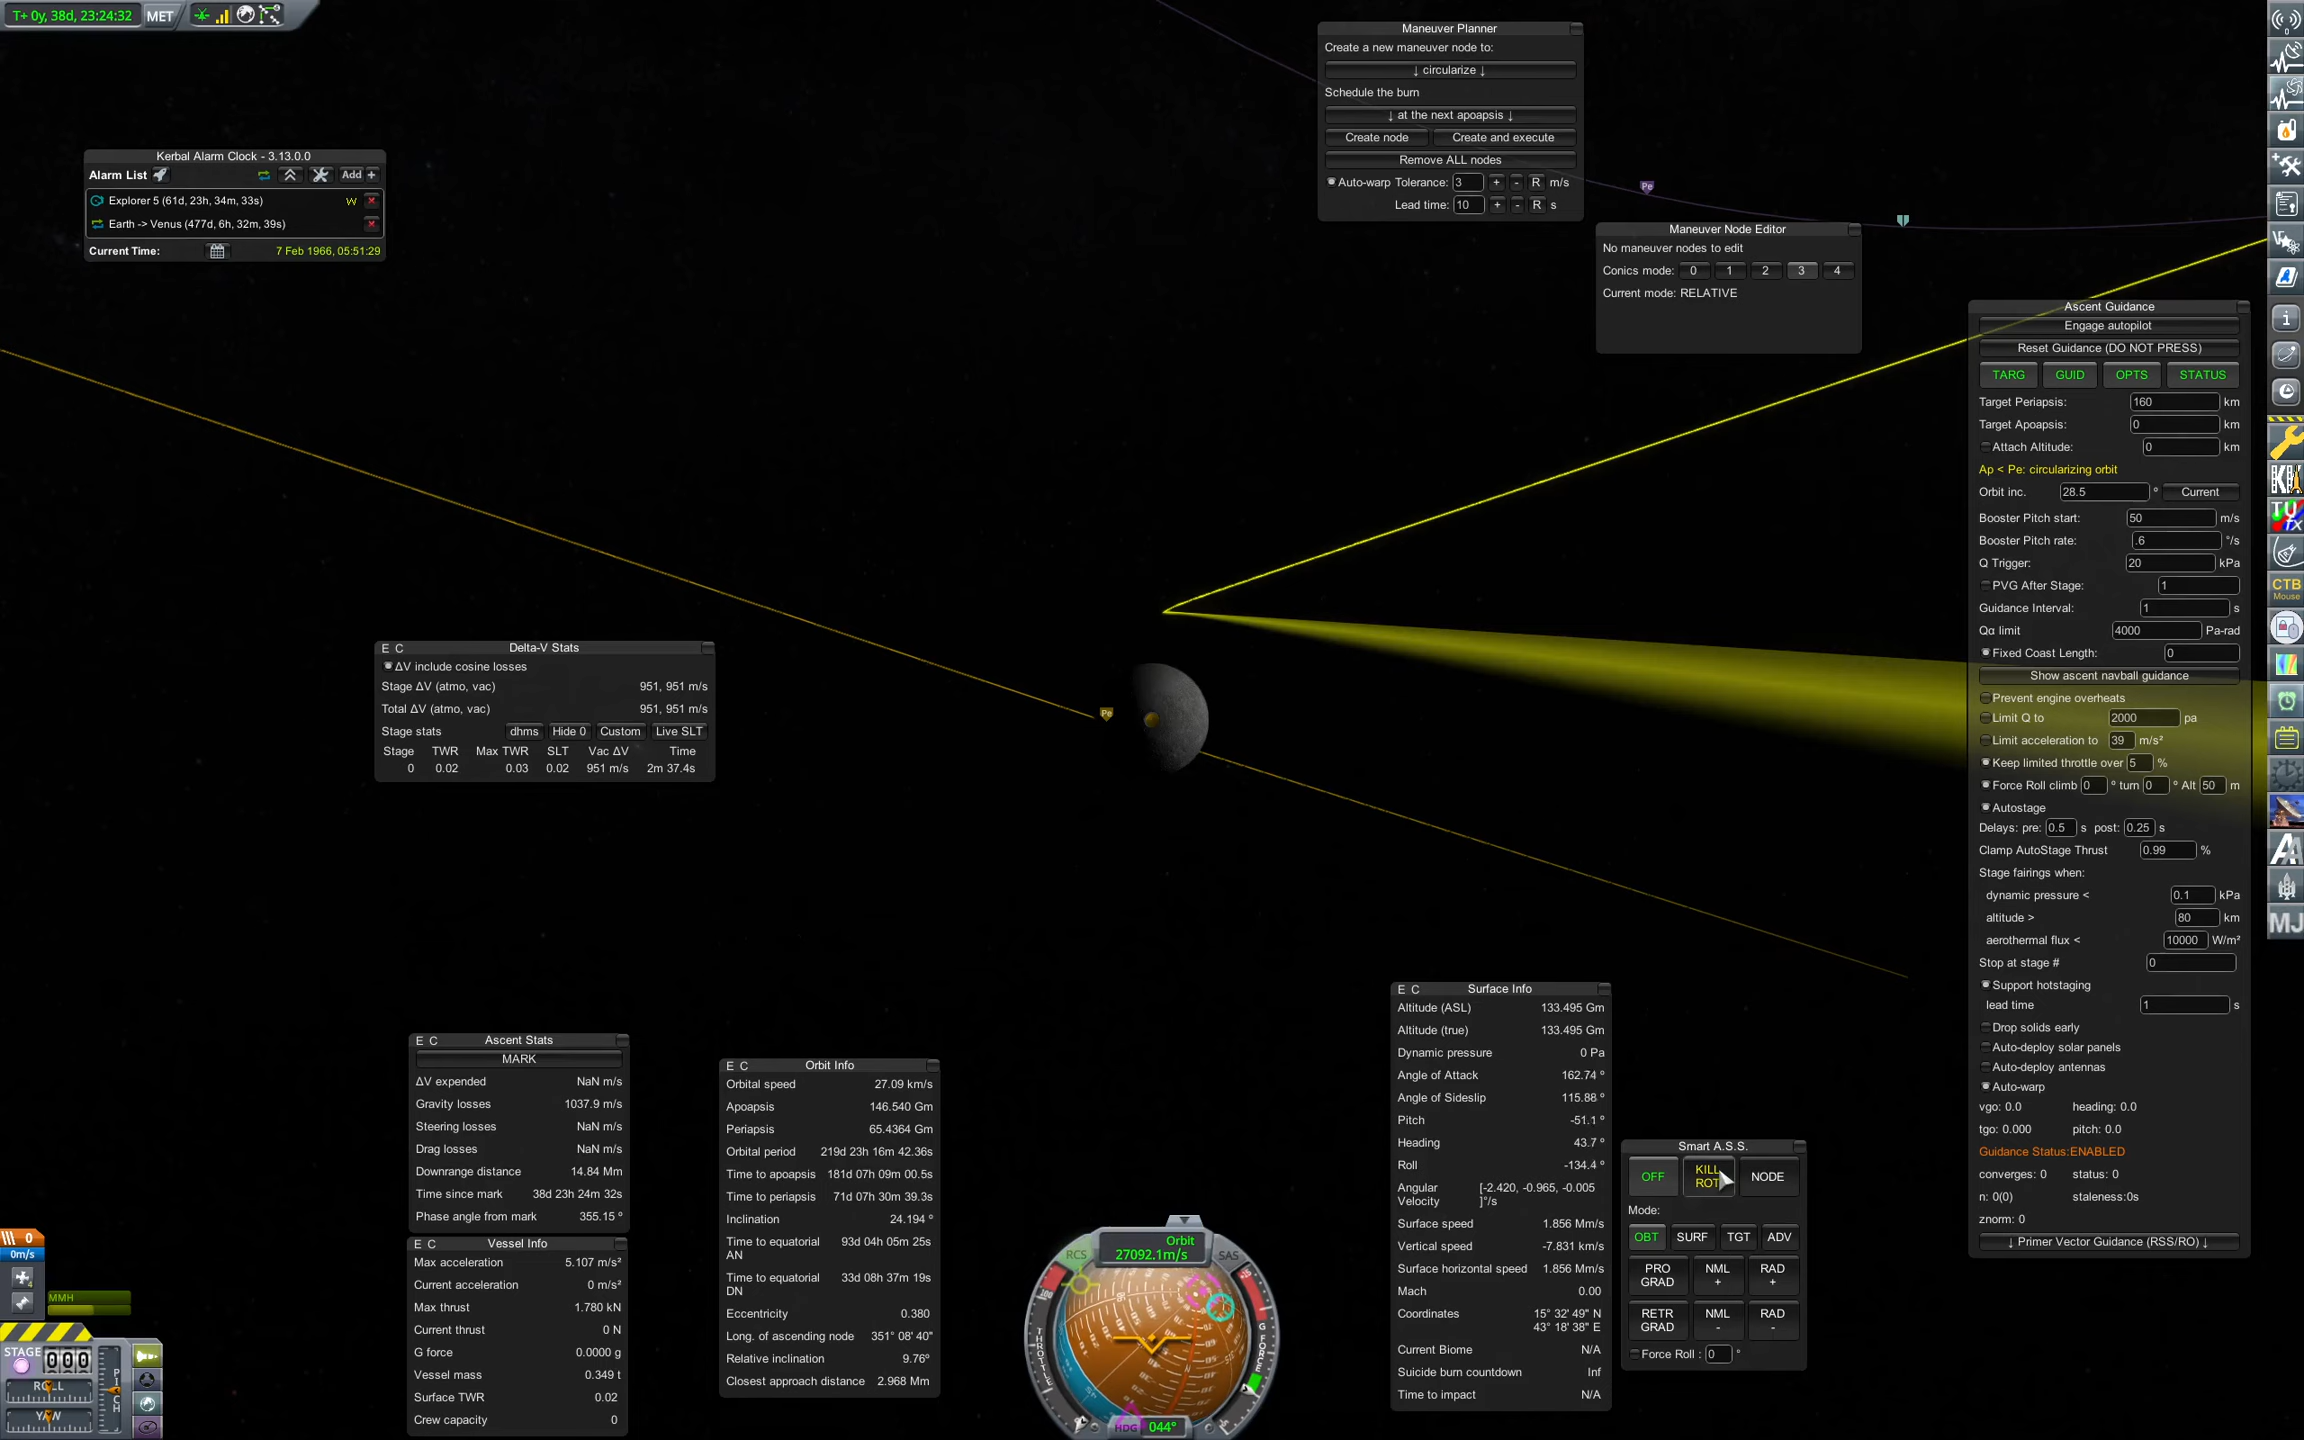 T+ 0y, 38d, 23:24:32 MET
Maneuver Planner
Create a new maneuver node to:
↓ circularize ↓
Schedule the burn
↓ at the next apoapsis ↓
Create node Create and execute
Remove ALL nodes
Auto-warp Tolerance: 3 + - R m/s
Lead time: 10 + - R s
Kerbal Alarm Clock - 3.13.0.0
Alarm List Add +
Explorer 5 (61d, 23h, 34m, 33s)
Earth -> Venus (477d, 6h, 32m, 39s)
Current Time: 7 Feb 1966, 05:51:29
Pe
Maneuver Node Editor
No maneuver nodes to edit
Conics mode: 0 1 2 3 4
Current mode: RELATIVE
Ascent Guidance
Engage autopilot
Reset Guidance (DO NOT PRESS)
TARG GUID OPTS STATUS
Target Periapsis: 160 km
Target Apoapsis: 0 km
Attach Altitude: 0 km
Ap < Pe: circularizing orbit
Orbit inc. 28.5 ° Current
Booster Pitch start: 50 m/s
Booster Pitch rate: .6 °/s
Q Trigger: 20 kPa
PVG After Stage: 1
Guidance Interval: 1 s
Qα limit 4000 Pa-rad
Fixed Coast Length: 0
Show ascent navball guidance
Prevent engine overheats
Limit Q to 2000 pa
Limit acceleration to 39 m/s²
Keep limited throttle over 5 %
Force Roll climb 0 ° turn 0 ° Alt 50 m
Autostage
Delays: pre: 0.5 s post: 0.25 s
Clamp AutoStage Thrust 0.99 %
Stage fairings when:
dynamic pressure < 0.1 kPa
altitude > 80 km
aerothermal flux < 10000 W/m²
Stop at stage # 0
Support hotstaging
lead time 1 s
Drop solids early
Auto-deploy solar panels
Auto-deploy antennas
Auto-warp
vgo: 0.0 heading: 0.0
tgo: 0.000 pitch: 0.0
Guidance Status:ENABLED
converges: 0 status: 0
n: 0(0) staleness:0s
znorm: 0
↓ Primer Vector Guidance (RSS/RO) ↓
CTB
Mouse
MJ
E C Delta-V Stats
ΔV include cosine losses
Stage ΔV (atmo, vac) 951, 951 m/s
Total ΔV (atmo, vac) 951, 951 m/s
Stage stats dhms Hide 0 Custom Live SLT
Stage TWR Max TWR SLT Vac ΔV Time
0 0.02 0.03 0.02 951 m/s 2m 37.4s
Pe
E C Ascent Stats
MARK
ΔV expended NaN m/s
Gravity losses 1037.9 m/s
Steering losses NaN m/s
Drag losses NaN m/s
Downrange distance 14.84 Mm
Time since mark 38d 23h 24m 32s
Phase angle from mark 355.15 º
E C Vessel Info
Max acceleration 5.107 m/s²
Current acceleration 0 m/s²
Max thrust 1.780 kN
Current thrust 0 N
G force 0.0000 g
Vessel mass 0.349 t
Surface TWR 0.02
Crew capacity 0
E C Orbit Info
Orbital speed 27.09 km/s
Apoapsis 146.540 Gm
Periapsis 65.4364 Gm
Orbital period 219d 23h 16m 42.36s
Time to apoapsis 181d 07h 09m 00.5s
Time to periapsis 71d 07h 30m 39.3s
Inclination 24.194 º
Time to equatorial AN 93d 04h 05m 25s
Time to equatorial DN 33d 08h 37m 19s
Eccentricity 0.380
Long. of ascending node 351° 08' 40"
Relative inclination 9.76º
Closest approach distance 2.968 Mm
E C Surface Info
Altitude (ASL) 133.495 Gm
Altitude (true) 133.495 Gm
Dynamic pressure 0 Pa
Angle of Attack 162.74 º
Angle of Sideslip 115.88 º
Pitch -51.1 º
Heading 43.7 º
Roll -134.4 º
Angular Velocity [-2.420, -0.965, -0.005 ]°/s
Surface speed 1.856 Mm/s
Vertical speed -7.831 km/s
Surface horizontal speed 1.856 Mm/s
Mach 0.00
Coordinates 15° 32' 49" N
43° 18' 38" E
Current Biome N/A
Suicide burn countdown Inf
Time to impact N/A
Smart A.S.S.
OFF KILL ROT NODE
Mode:
OBT SURF TGT ADV
PRO GRAD NML + RAD +
RETR GRAD NML - RAD -
Force Roll : 0 °
RCS Orbit SAS
27092.1m/s
THROTTLE
G FORCE
HDG 044°
0
0m/s
MMH
STAGE 000
ROLL
YAW
PITCH